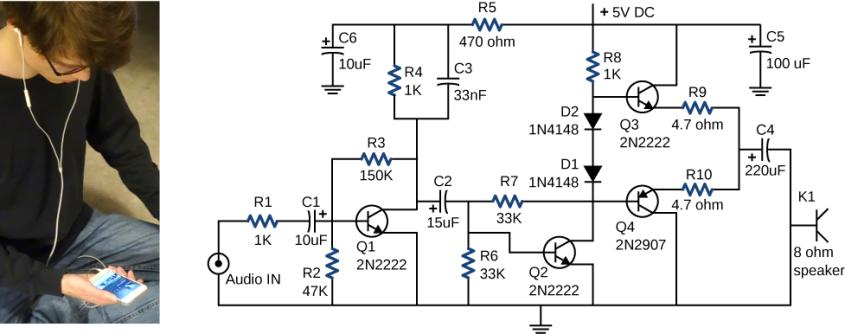 + 5V DC
R5
470 ohm
C6
+
10uF
R4
1K
C3
33nF
R8
1K
C5
+
100 uF
D2
1N4148
Q3
2N2222
R9
4.7 ohm
C4
+
220uF
R3
150K
D1
1N4148
R10
4.7 ohm
R1
1K
C1
+
10uF
Q1
2N2222
C2
+
15uF
R7
33K
Q4
2N2907
K1
8 ohm
speaker
Audio IN
R2
47K
R6
33K
Q2
2N2222